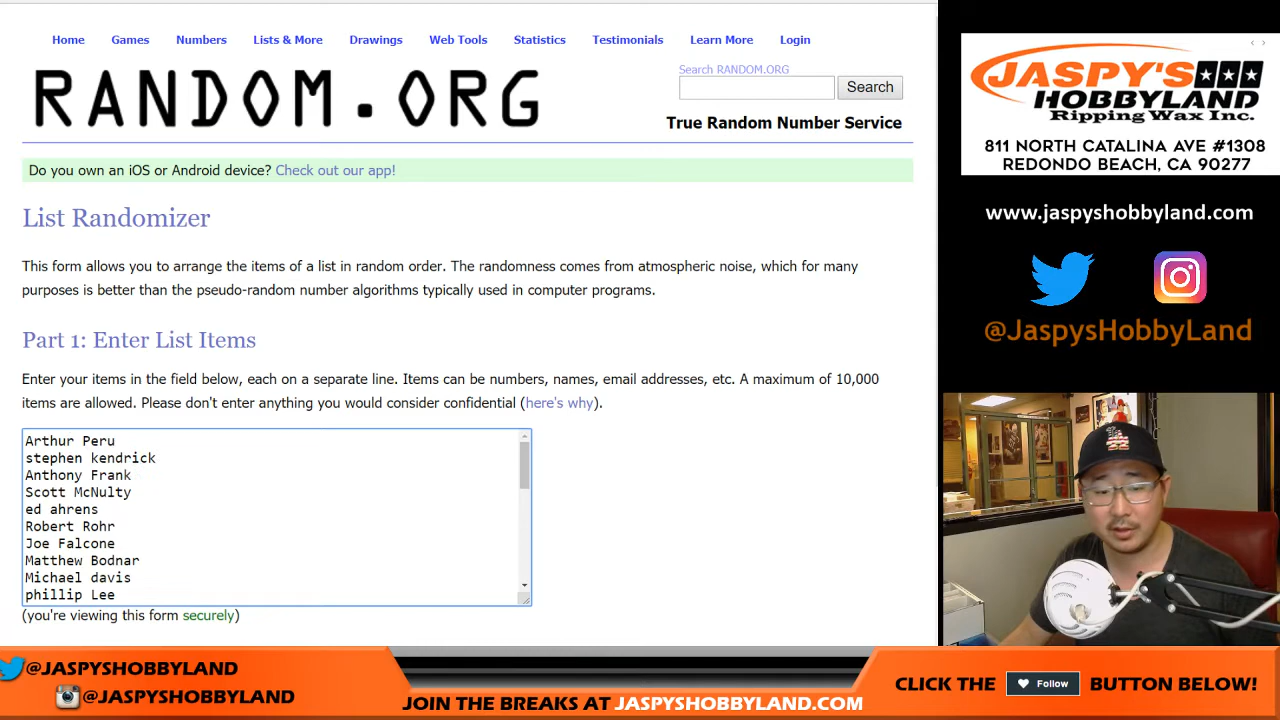 Home Games Numbers Lists & More Drawings Web Tools Statistics Testimonials Learn More Login
Search RANDOM.ORG
RANDOM.ORG
Search
True Random Number Service
Do you own an iOS or Android device? Check out our app!
List Randomizer
This form allows you to arrange the items of a list in random order. The randomness comes from atmospheric noise, which for many
purposes is better than the pseudo-random number algorithms typically used in computer programs.
Part 1: Enter List Items
Enter your items in the field below, each on a separate line. Items can be numbers, names, email addresses, etc. A maximum of 10,000
items are allowed. Please don't enter anything you would consider confidential (here's why).
Arthur Peru
stephen kendrick
Anthony Frank
Scott McNulty
ed ahrens
Robert Rohr
Joe Falcone
Matthew Bodnar
Michael davis
phillip Lee
(you're viewing this form securely)
JASPY'S
HOBBYLAND
Ripping Wax Inc.
811 NORTH CATALINA AVE #1308
REDONDO BEACH, CA 90277
www.jaspyshobbyland.com
@JaspysHobbyLand
@JASPYSHOBBYLAND
@JASPYSHOBBYLAND
JOIN THE BREAKS AT JASPYSHOBBYLAND.COM
CLICK THE Follow BUTTON BELOW!